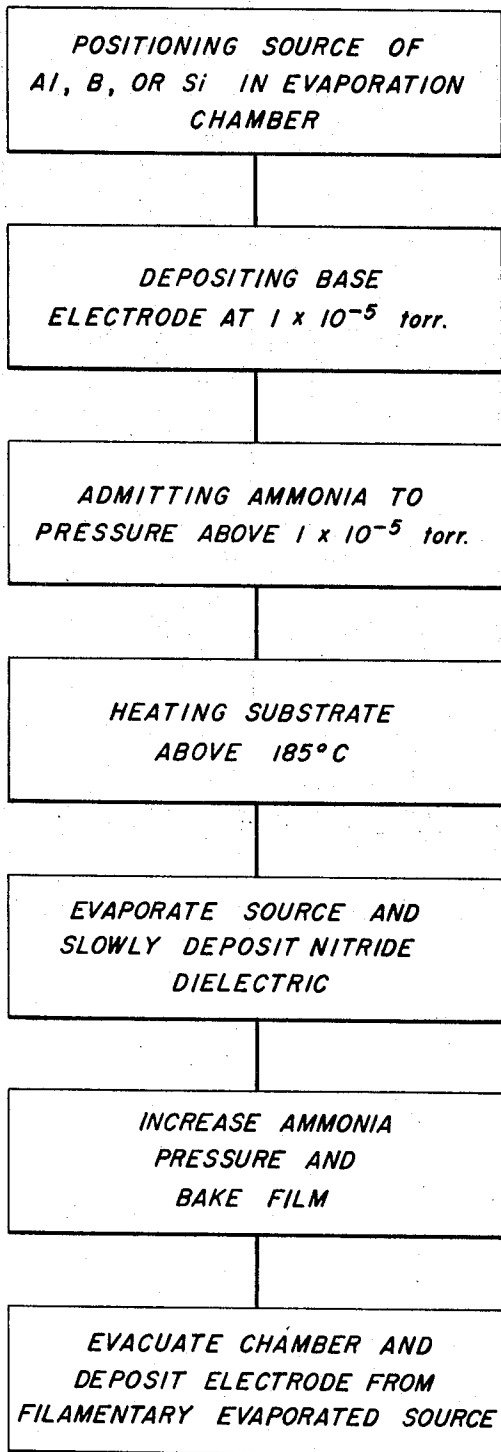 POSITIONING SOURCE OF
Al, B, OR Si IN EVAPORATION
CHAMBER
DEPOSITING BASE
ELECTRODE AT 1 x 10⁻⁵ torr.
ADMITTING AMMONIA TO
PRESSURE ABOVE 1 x 10⁻⁵ torr.
HEATING SUBSTRATE
ABOVE 185°C
EVAPORATE SOURCE AND
SLOWLY DEPOSIT NITRIDE
DIELECTRIC
INCREASE AMMONIA
PRESSURE AND
BAKE FILM
EVACUATE CHAMBER AND
DEPOSIT ELECTRODE FROM
FILAMENTARY EVAPORATED SOURCE